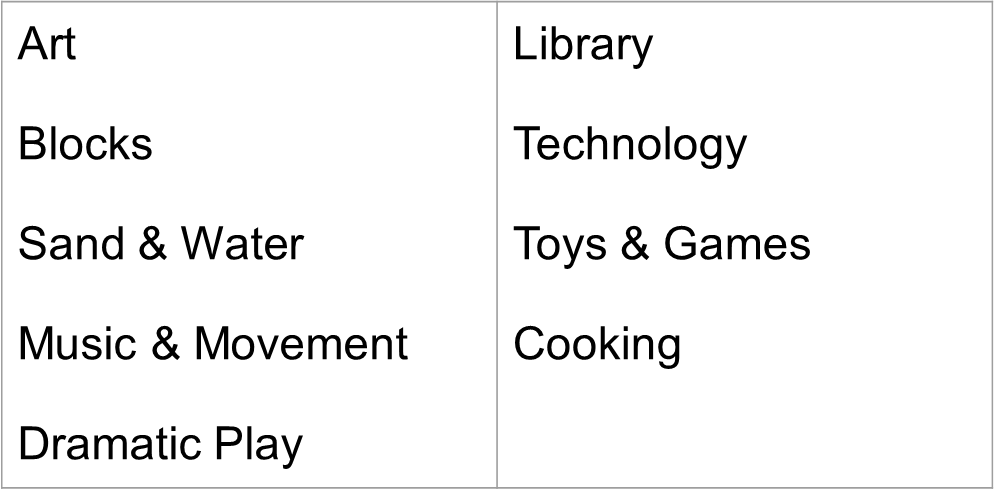 Art
Blocks
Sand & Water
Music & Movement
Dramatic Play
Library
Technology
Toys & Games
Cooking